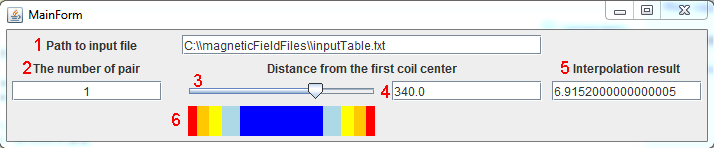 MainForm
1 Path to input file C:\\magneticFieldFiles\\inputTable.txt
2 The number of pair Distance from the first coil center 5 Interpolation result
1 3 4 340.0 6.9152000000000005
6